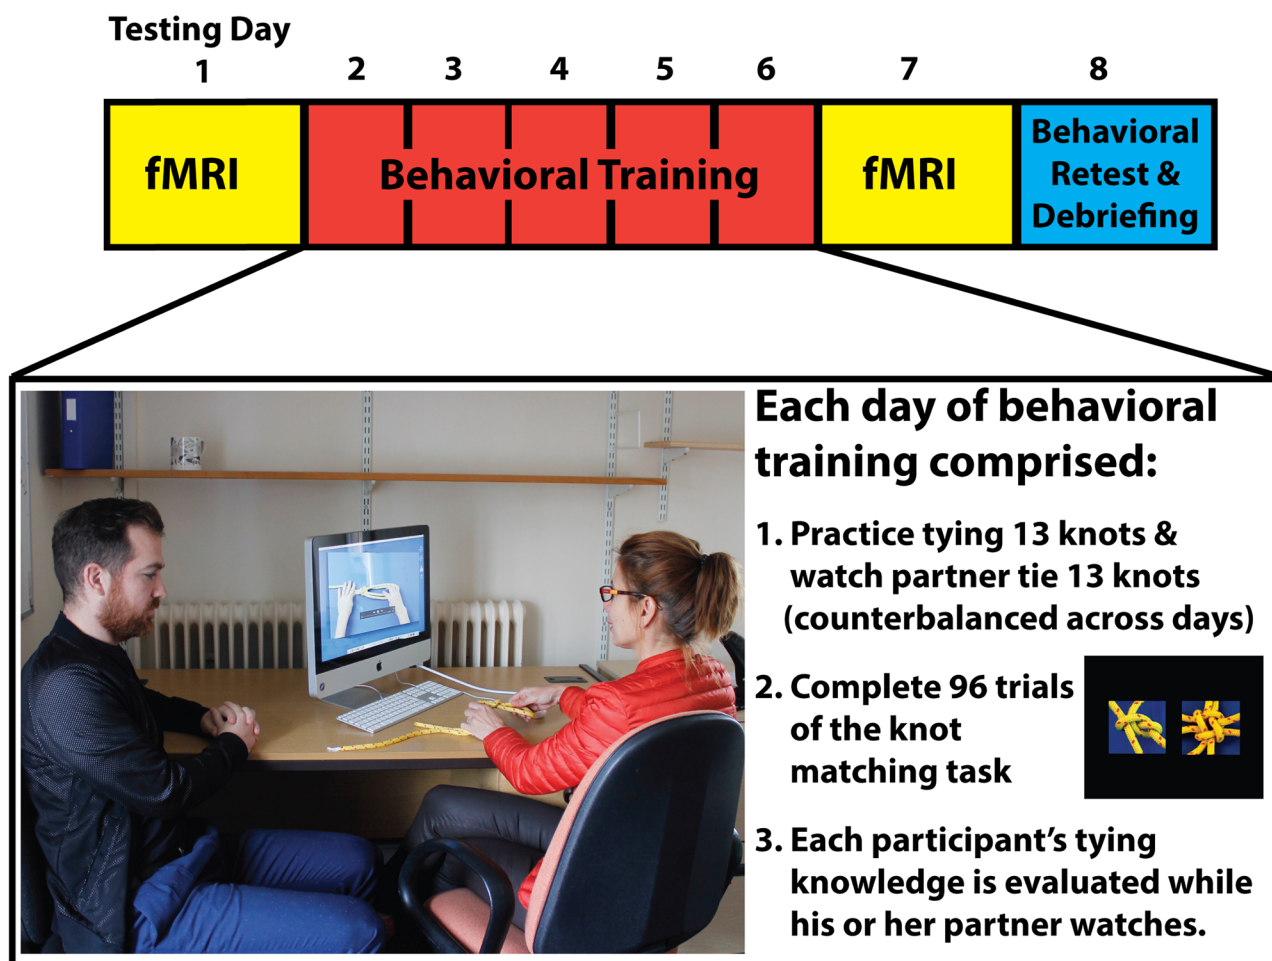 Testing Day
1 2 3 4 5 6 7 8
fMRI
Behavioral Training
fMRI
Behavioral
Retest &
Debriefing
Each day of behavioral
training comprised:
1. Practice tying 13 knots &
watch partner tie 13 knots
(counterbalanced across days)
2. Complete 96 trials
of the knot
matching task
3. Each participant’s tying
knowledge is evaluated while
his or her partner watches.